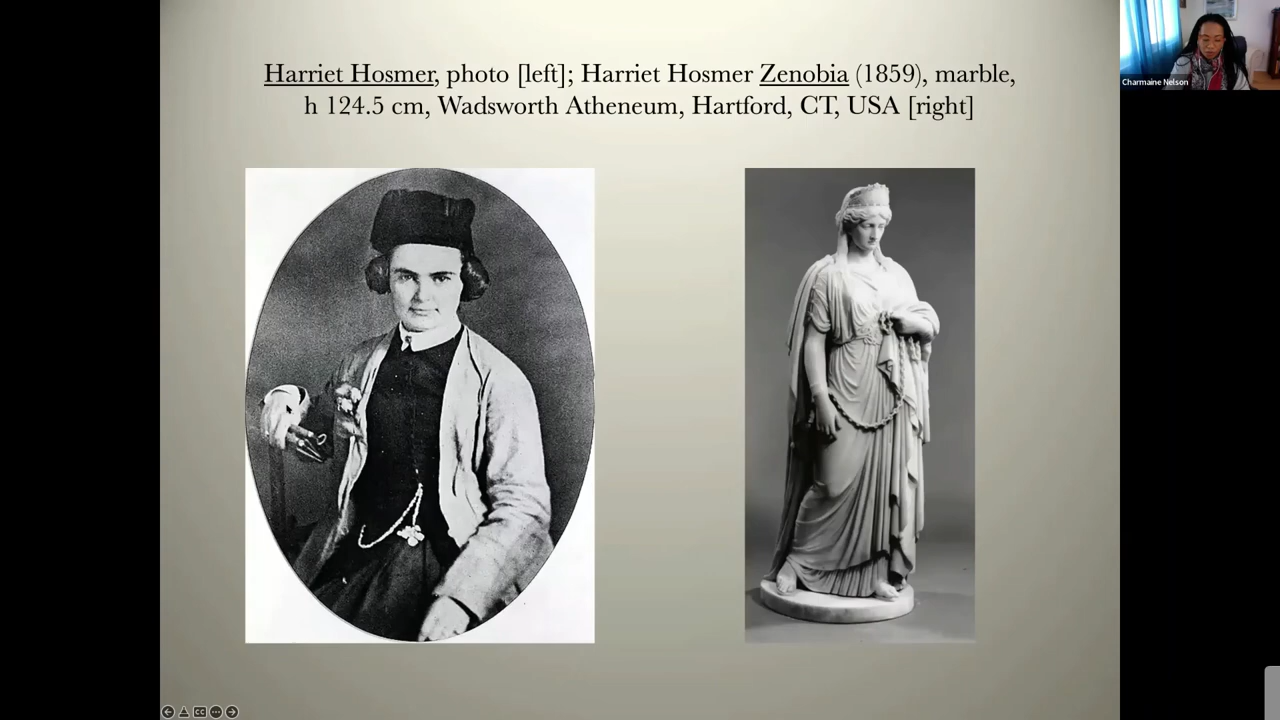 Harriet Hosmer, photo [left]; Harriet Hosmer Zenobia (1859), marble,
h 124.5 cm, Wadsworth Atheneum, Hartford, CT, USA [right]
Charmaine Nelson
CC